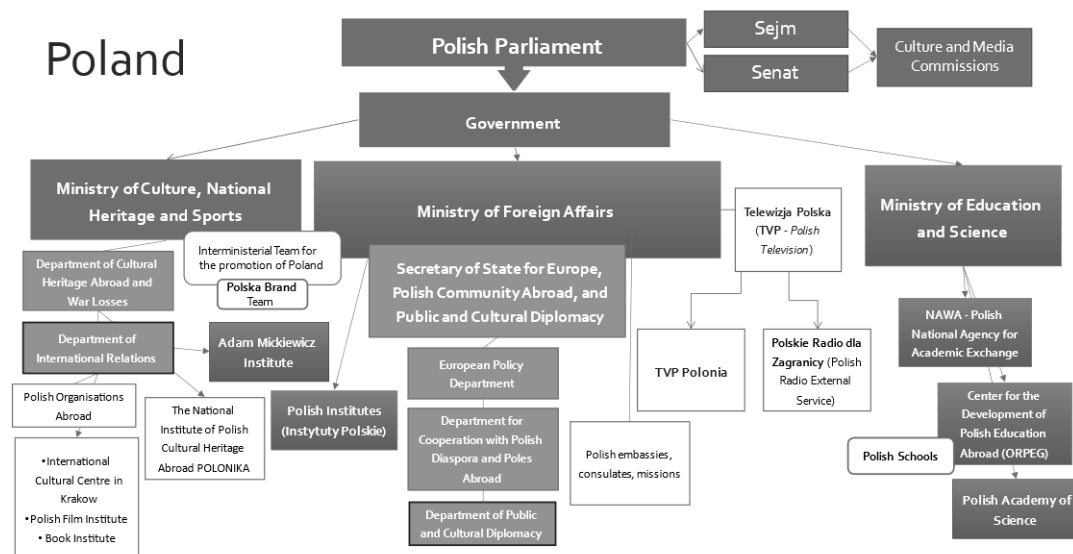 Poland
Polish Parliament
Sejm
Senat
Culture and Media
Commissions
Government
Ministry of Culture, National
Heritage and Sports
Ministry of Foreign Affairs
Telewizja Polska
(TVP - Polish
Television)
Ministry of Education
and Science
Interministerial Team for
the promotion of Poland
Polska Brand
Team
Department of Cultural
Heritage Abroad and
War Losses
Secretary of State for Europe,
Polish Community Abroad, and
Public and Cultural Diplomacy
Department of
International Relations
Adam Mickiewicz
Institute
European Policy
Department
TVP Polonia
Polskie Radio dla
Zagranicy (Polish
Radio External
Service)
NAWA - Polish
National Agency for
Academic Exchange
Polish Organisations
Abroad
The National
Institute of Polish
Cultural Heritage
Abroad POLONIKA
Polish Institutes
(Instytuty Polskie)
Department for
Cooperation with Polish
Diaspora and Poles
Abroad
Polish embassies,
consulates, missions
Center for the
Development of
Polish Education
Abroad (ORPEG)
Polish Schools
•International
Cultural Centre in
Krakow
•Polish Film Institute
• Book Institute
Department of Public
and Cultural Diplomacy
Polish Academy of
Science